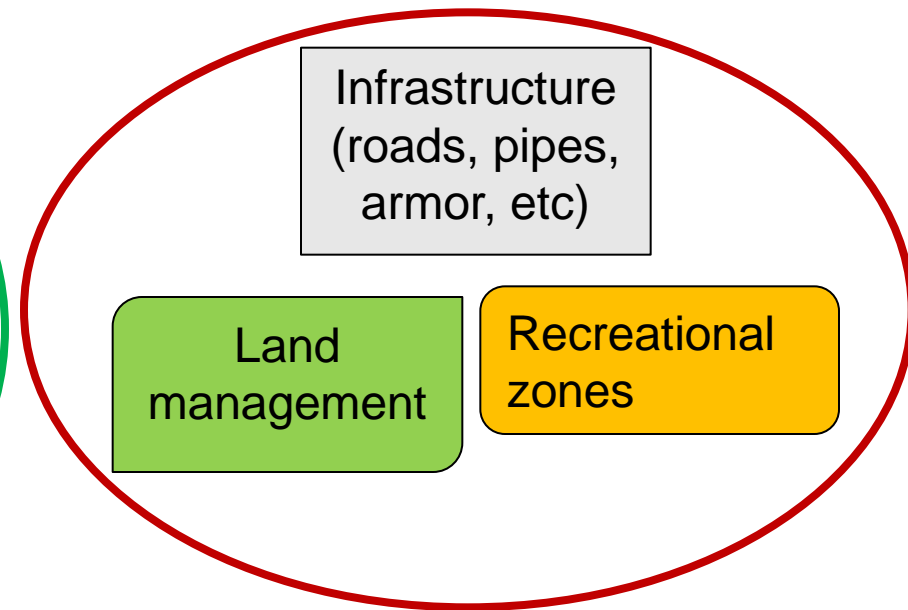 Infrastructure
(roads, pipes,
armor, etc)
Land
management
Recreational
zones